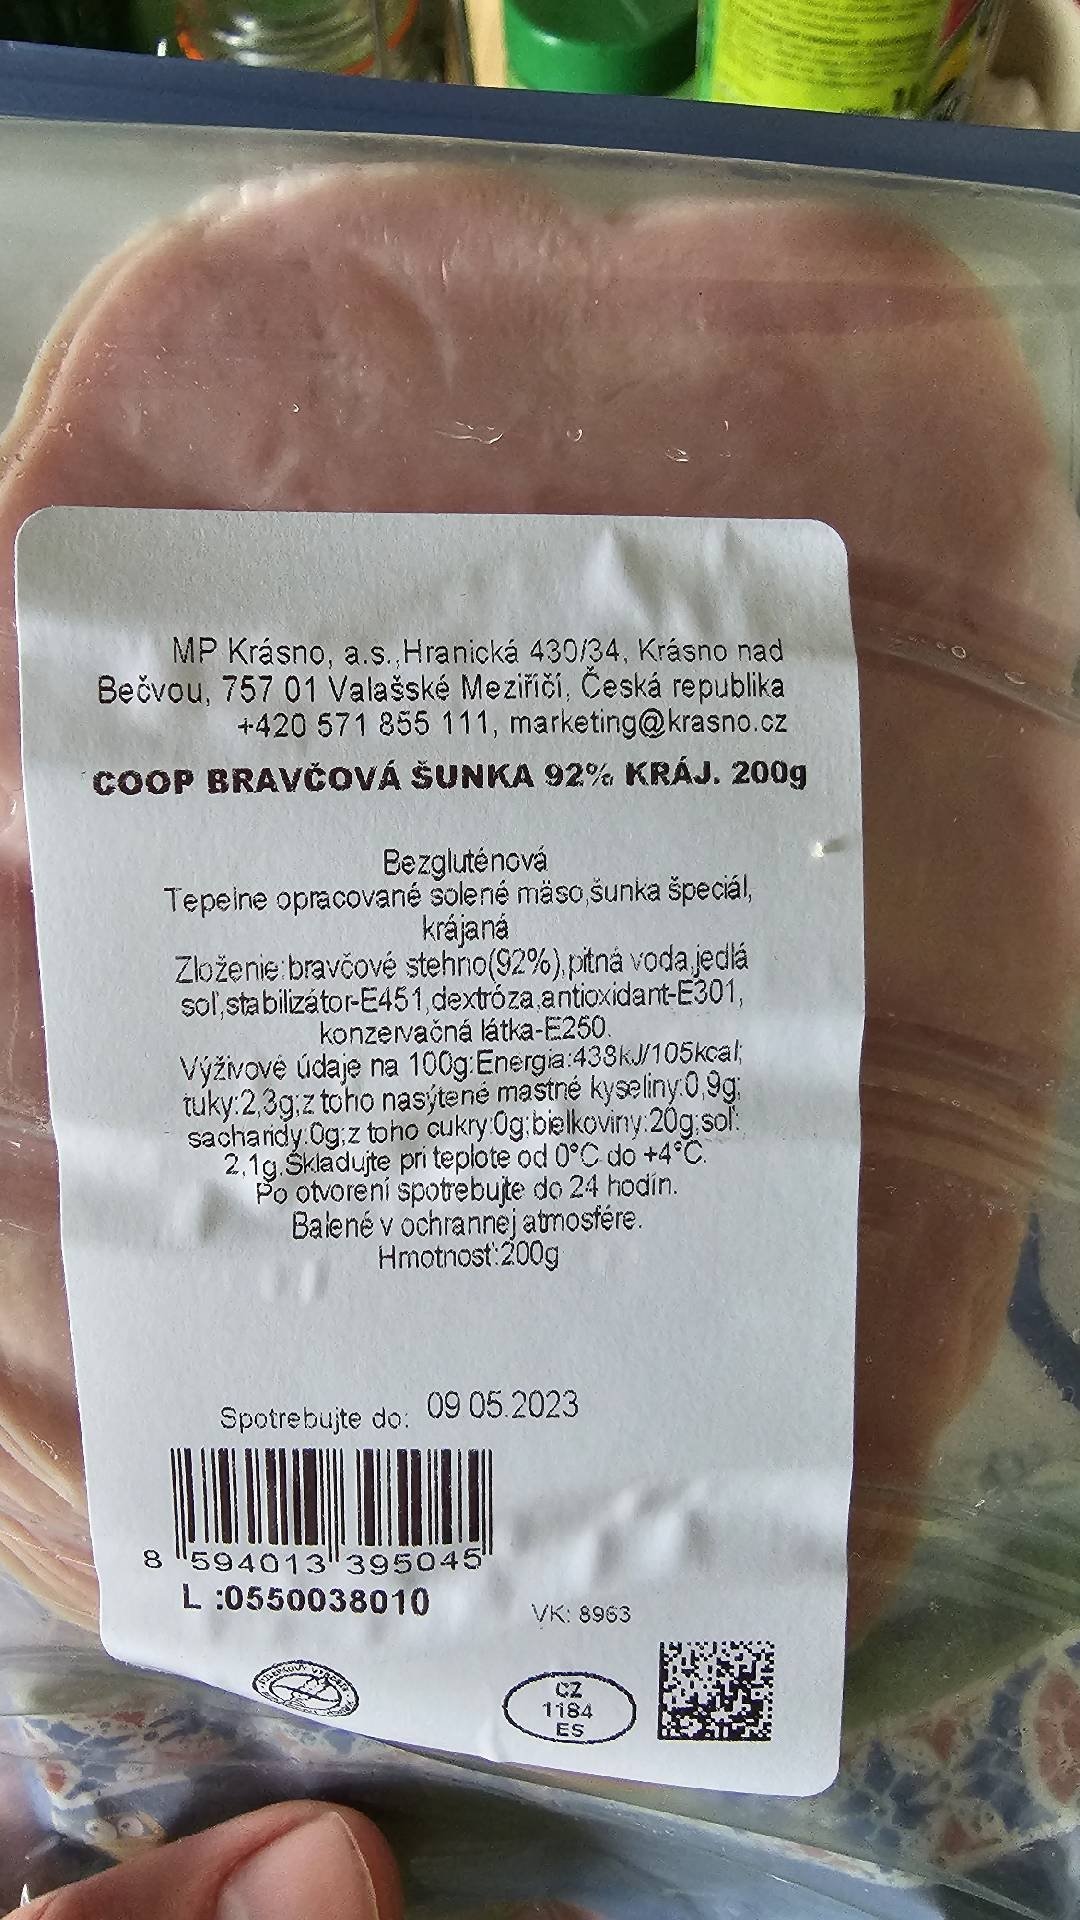 MP Krásno, a.s.,Hranická 430/34, Krásno nad
Bečvou, 757 01 Valašské Meziříčí, Česká republika
+420 571 855 111, marketing@krasno.cz
COOP BRAVČOVÁ ŠUNKA 92% KRÁJ. 200g
Bezgluténová
Tepelne opracované solené mäso,šunka špeciál,
krájaná
Zloženie:bravčové stehno(92%),pitná voda,jedlá
soľ,stabilizátor-E451,dextróza,antioxidant-E301,
konzervačná látka-E250.
Výživové údaje na 100g:Energia:438kJ/105kcal;
tuky:2,3g;z toho nasýtené mastné kyseliny:0,9g;
sacharidy:0g;z toho cukry:0g;bielkoviny:20g;soľ:
2,1g.Skladujte pri teplote od 0°C do +4°C.
Po otvorení spotrebujte do 24 hodín.
Balené v ochrannej atmosfére.
Hmotnosť:200g
Spotrebujte do: 09 05.2023
8 594013 395045
L :0550038010
VK: 8963
CZ
1184
ES